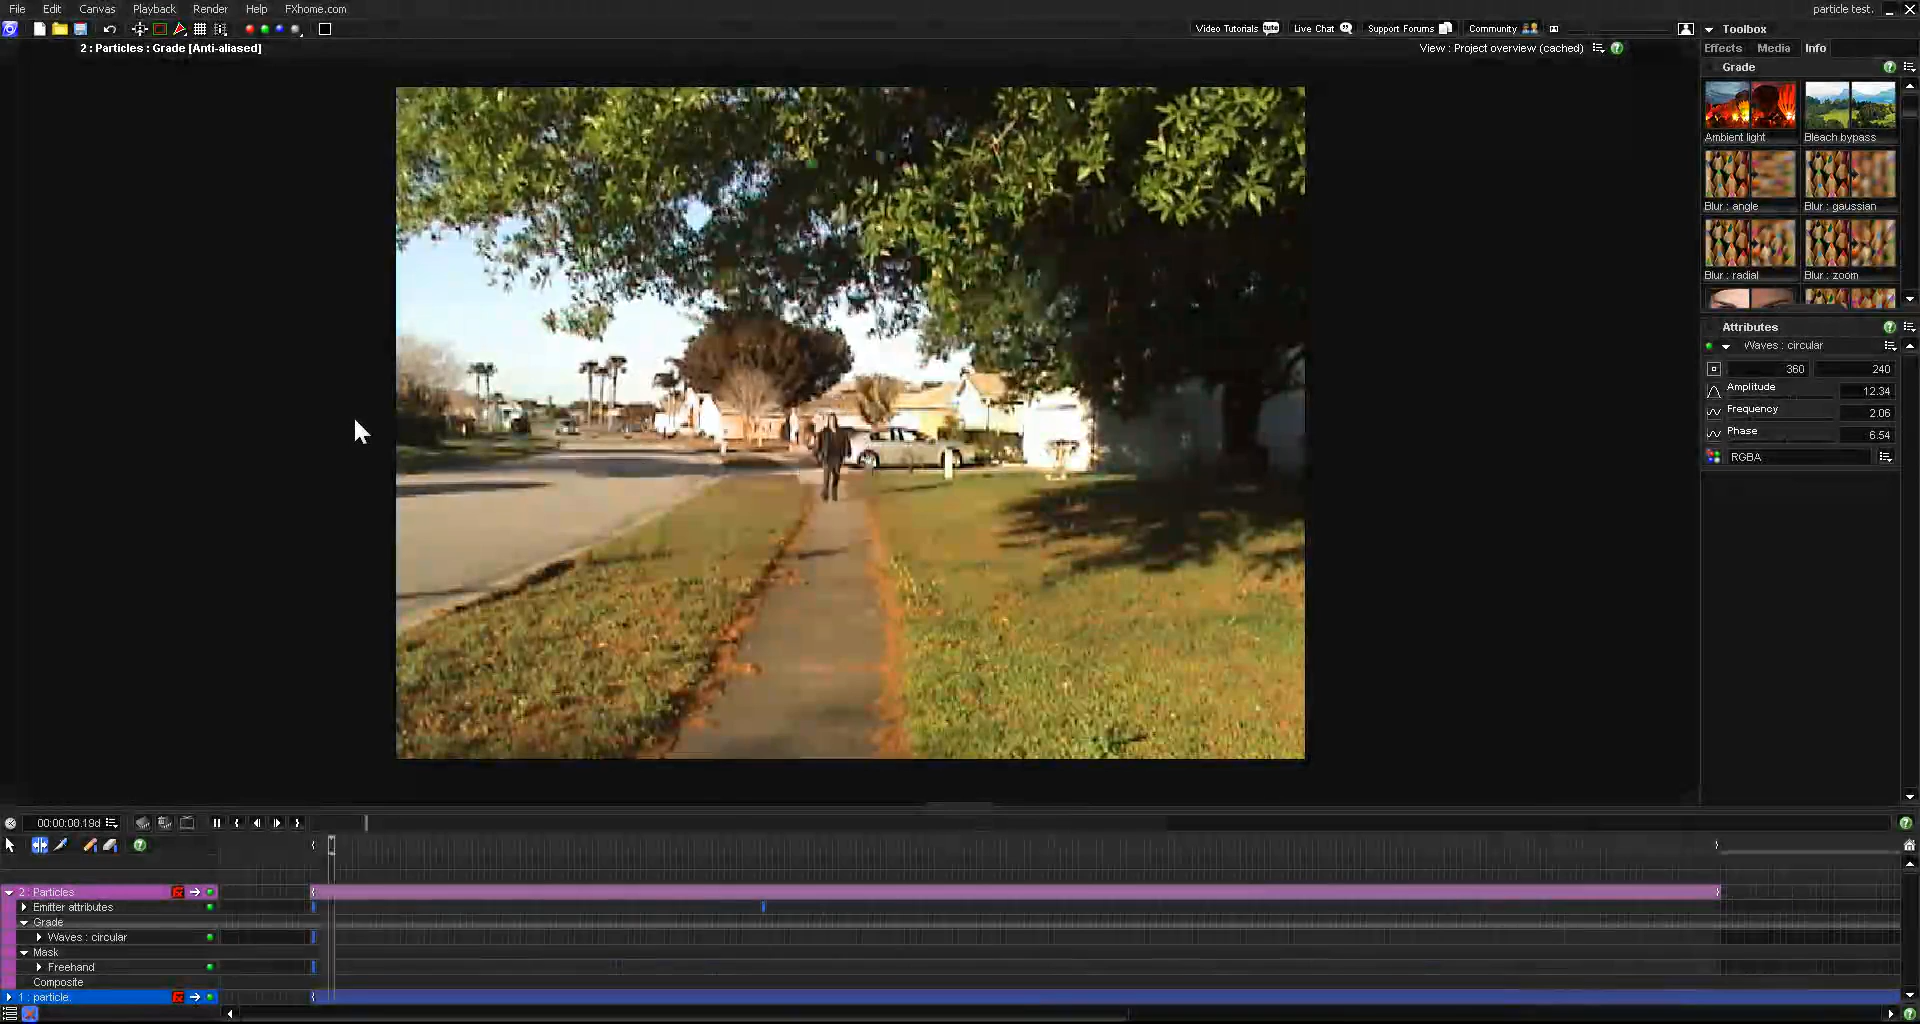 File Edit Canvas Playback Render Help FXhome.com particle test.
Video Tutorials tute Live Chat Support Forums Community Toolbox
2 : Particles : Grade [Anti-aliased] View : Project overview (cached) Effects Media Info
Grade
Ambient light Bleach bypass
Blur : angle Blur : gaussian
Blur : radial Blur : zoom
Attributes
Waves : circular
360 240
Amplitude 12.34
Frequency 2.06
Phase 6.54
RGBA
00:00:00.19d
2 : Particles
Emitter attributes
Grade
Waves : circular
Mask
Freehand
Composite
1 : particle.